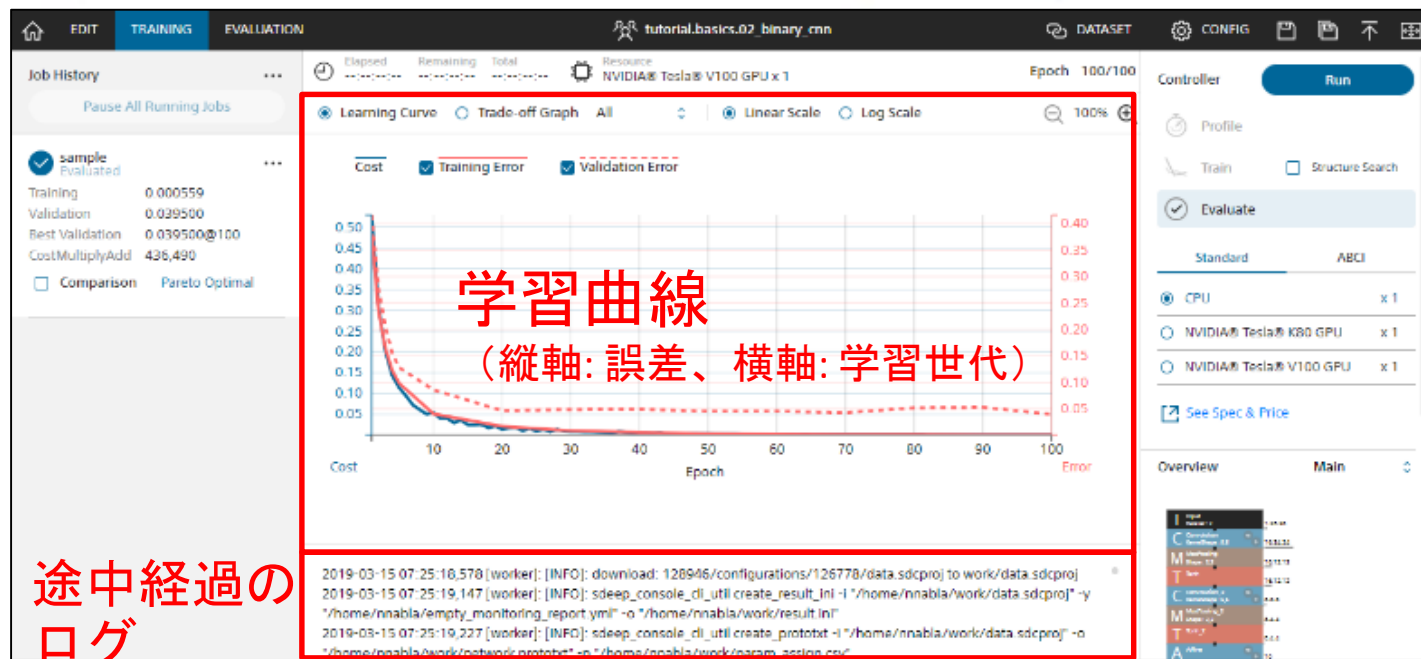 EDIT TRAINING EVALUATION tutorial.basics.02_binary_cnn DATASET CONFIG
Job History
Pause All Running Jobs
sample
Evaluated
Training 0.000559
Validation 0.039500
Best Validation 0.039500@100
CostMultiplyAdd 436,490
Comparison Pareto Optimal
途中経過の
ログ
Elapsed Remaining Total Resource
--:--:--:-- --:--:--:-- --:--:--:-- NVIDIA® Tesla® V100 GPU x 1 Epoch 100/100
Learning Curve Trade-off Graph All Linear Scale Log Scale 100%
Cost Training Error Validation Error
0.50 0.40
0.45 0.35
0.40 0.30
0.35 0.25
0.30 0.20
0.25 0.15
0.20 0.10
0.15 0.05
0.10
0.05
学習曲線
（縦軸: 誤差、横軸: 学習世代）
10 20 30 40 50 60 70 80 90 100
Cost Epoch Error
2019-03-15 07:25:18,578 [worker]: [INFO]: download: 128946/configurations/126778/data.sdcproj to work/data.sdcproj
2019-03-15 07:25:19,147 [worker]: [INFO]: sdeep_console_cli_util create_result_ini -i "/home/nnabla/work/data.sdcproj" -y
"/home/nnabla/empty_monitoring_report.yml" -o "/home/nnabla/work/result.ini"
2019-03-15 07:25:19,227 [worker]: [INFO]: sdeep_console_cli_util create_prototxt -i "/home/nnabla/work/data.sdcproj" -o
"/home/nnabla/work/network.prototxt" -p "/home/nnabla/work/param_assign.csv"
Controller Run
Profile
Train Structure Search
Evaluate
Standard ABCI
CPU x 1
NVIDIA® Tesla® K80 GPU x 1
NVIDIA® Tesla® V100 GPU x 1
See Spec & Price
Overview Main